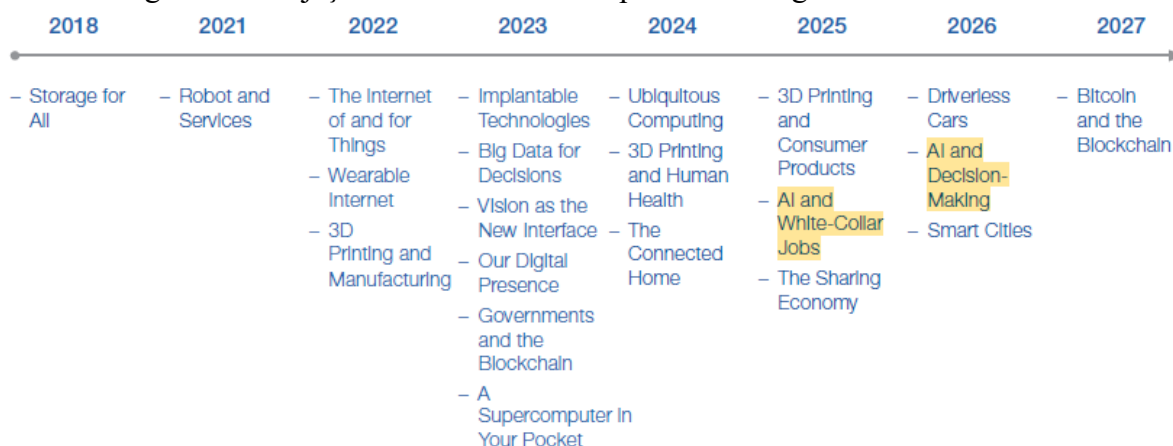 2018 2021 2022 2023 2024 2025 2026 2027
– Storage for
All
– Robot and
Services
– The Internet
of and for
Things
– Wearable
Internet
– 3D
Printing and
Manufacturing
– Implantable
Technologies
– Big Data for
Decisions
– Vision as the
New Interface
– Our Digital
Presence
– Governments
and the
Blockchain
– A
Supercomputer in
Your Pocket
– Ubiquitous
Computing
– 3D Printing
and Human
Health
– The
Connected
Home
– 3D Printing
and
Consumer
Products
– AI and
White-Collar
Jobs
– The Sharing
Economy
– Driverless
Cars
– AI and
Decision-
Making
– Smart Cities
– Bitcoin
and the
Blockchain